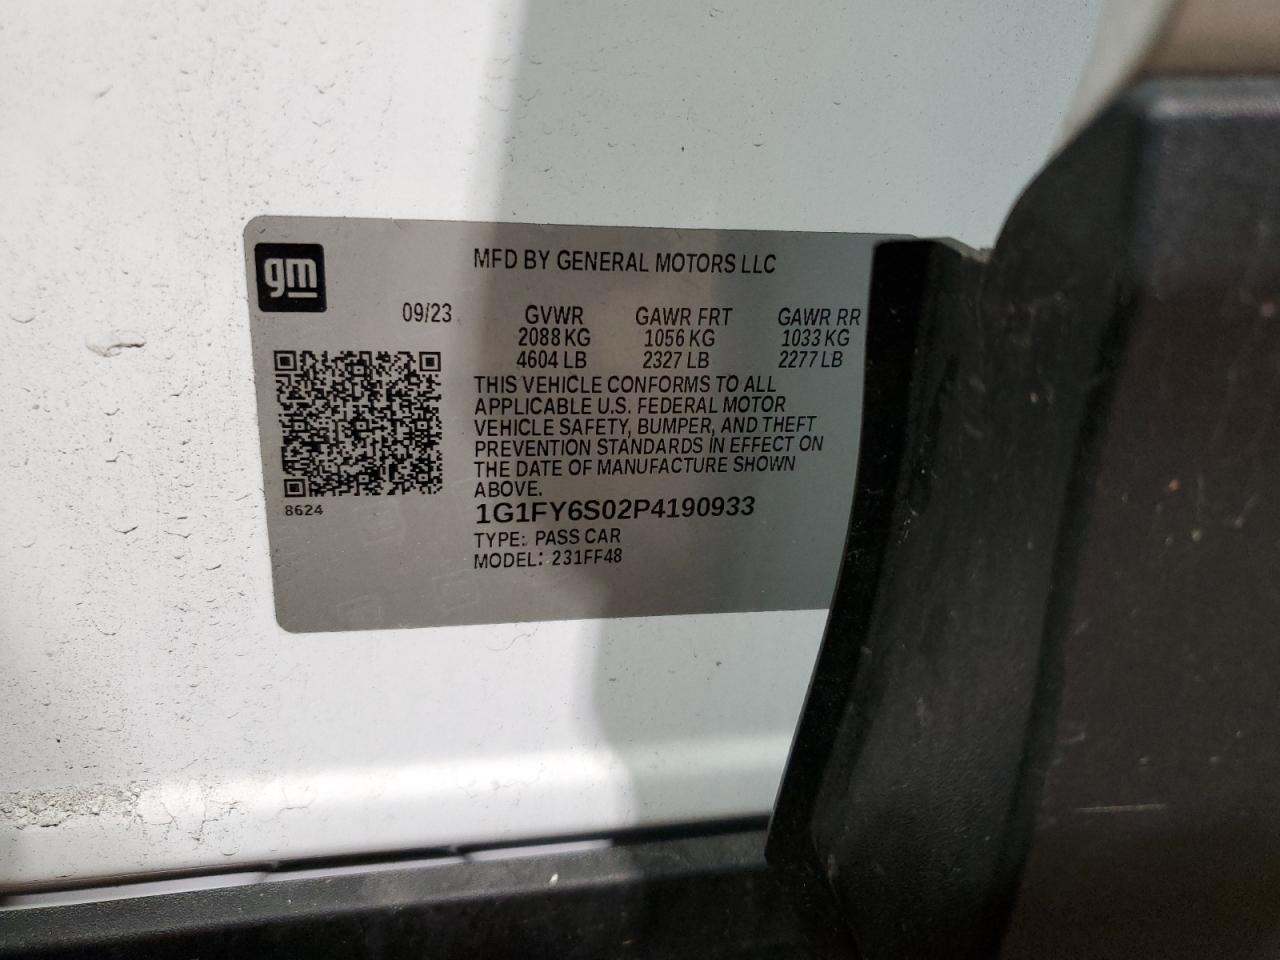 gm
MFD BY GENERAL MOTORS LLC
09/23 GVWR GAWR FRT GAWR RR
2088 KG 1056 KG 1033 KG
4604 LB 2327 LB 2277 LB
THIS VEHICLE CONFORMS TO ALL
APPLICABLE U.S. FEDERAL MOTOR
VEHICLE SAFETY, BUMPER, AND THEFT
PREVENTION STANDARDS IN EFFECT ON
THE DATE OF MANUFACTURE SHOWN
ABOVE.
8624
1G1FY6S02P4190933
TYPE: PASS CAR
MODEL: 231FF48